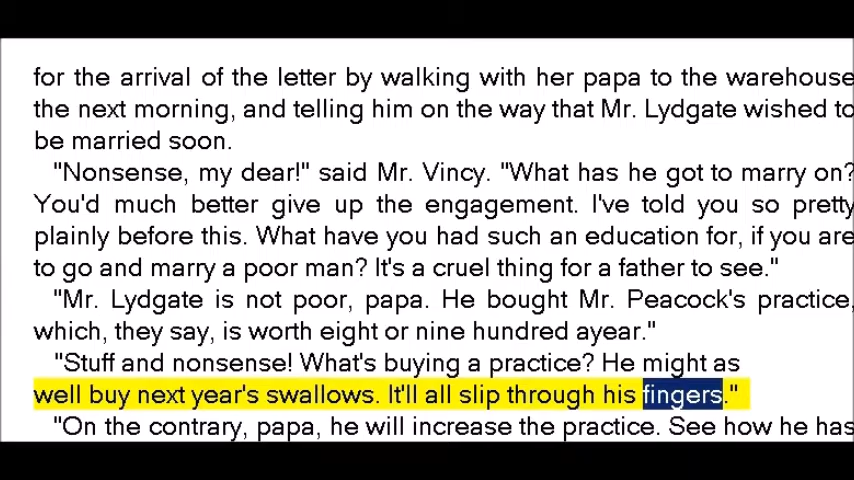 for the arrival of the letter by walking with her papa to the warehouse
the next morning, and telling him on the way that Mr. Lydgate wished to
be married soon.
"Nonsense, my dear!" said Mr. Vincy. "What has he got to marry on?
You'd much better give up the engagement. I've told you so pretty
plainly before this. What have you had such an education for, if you are
to go and marry a poor man? It's a cruel thing for a father to see."
"Mr. Lydgate is not poor, papa. He bought Mr. Peacock's practice,
which, they say, is worth eight or nine hundred ayear."
"Stuff and nonsense! What's buying a practice? He might as
well buy next year's swallows. It'll all slip through his fingers."
"On the contrary, papa, he will increase the practice. See how he has